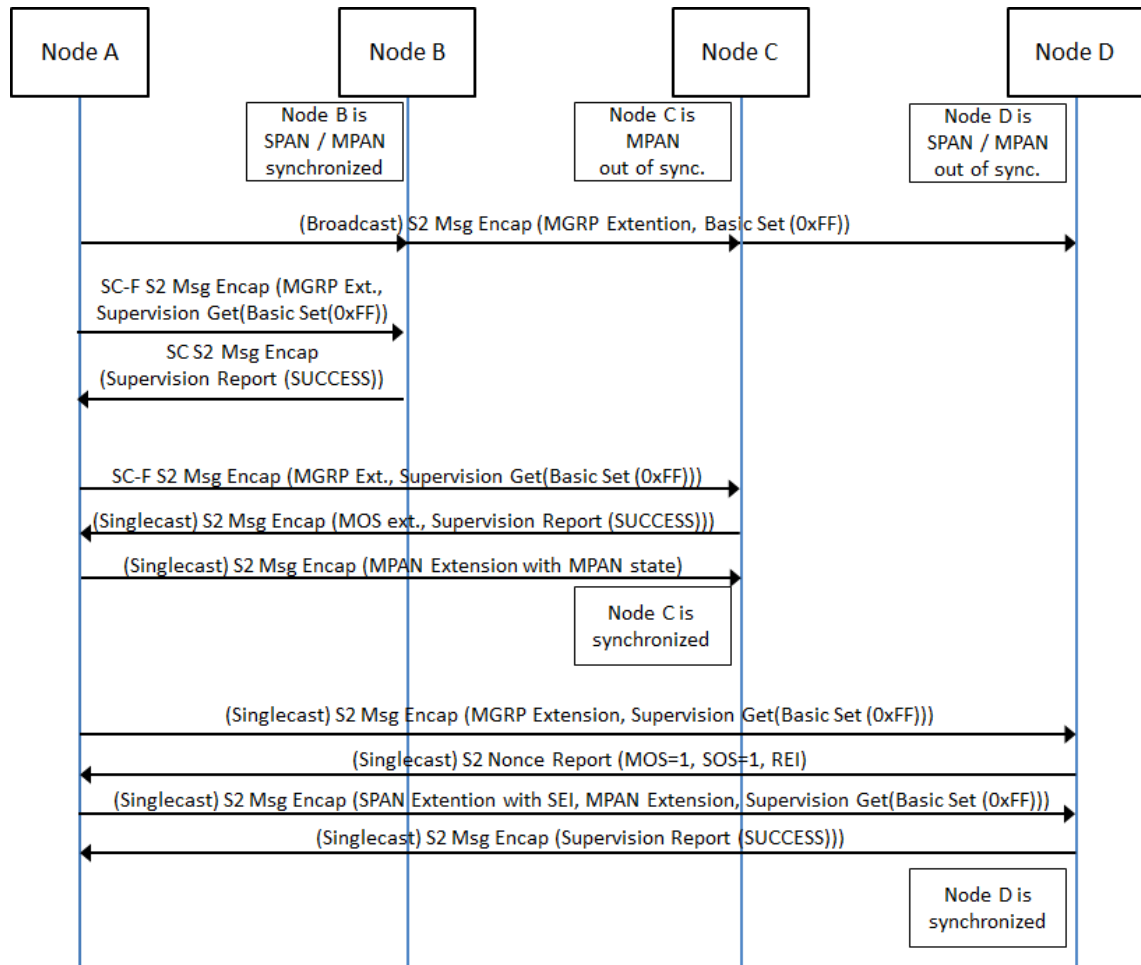 Node A
Node B
Node C
Node D
Node B is
SPAN / MPAN
synchronized
Node C is
MPAN
out of sync.
Node D is
SPAN / MPAN
out of sync.
(Broadcast) S2 Msg Encap (MGRP Extention, Basic Set (0xFF))
SC-F S2 Msg Encap (MGRP Ext.,
Supervision Get(Basic Set(0xFF))
SC S2 Msg Encap
(Supervision Report (SUCCESS))
SC-F S2 Msg Encap (MGRP Ext., Supervision Get(Basic Set (0xFF)))
(Singlecast) S2 Msg Encap (MOS ext., Supervision Report (SUCCESS)))
(Singlecast) S2 Msg Encap (MPAN Extension with MPAN state)
Node C is
synchronized
(Singlecast) S2 Msg Encap (MGRP Extension, Supervision Get(Basic Set (0xFF)))
(Singlecast) S2 Nonce Report (MOS=1, SOS=1, REI)
(Singlecast) S2 Msg Encap (SPAN Extention with SEI, MPAN Extension, Supervision Get(Basic Set (0xFF)))
(Singlecast) S2 Msg Encap (Supervision Report (SUCCESS)))
Node D is
synchronized